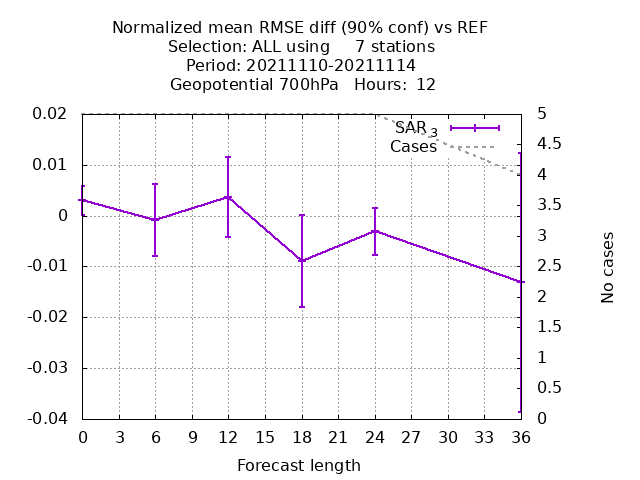 Normalized mean RMSE diff (90% conf) vs REF
Selection: ALL using     7 stations
Period: 20211110-20211114
Geopotential 700hPa   Hours:  12
0.02
0.01
0
-0.01
-0.02
-0.03
-0.04
SAR 3
Cases
5
4.5
4
3.5
3
2.5
2
1.5
1
0.5
0
No cases
0 3 6 9 12 15 18 21 24 27 30 33 36
Forecast length